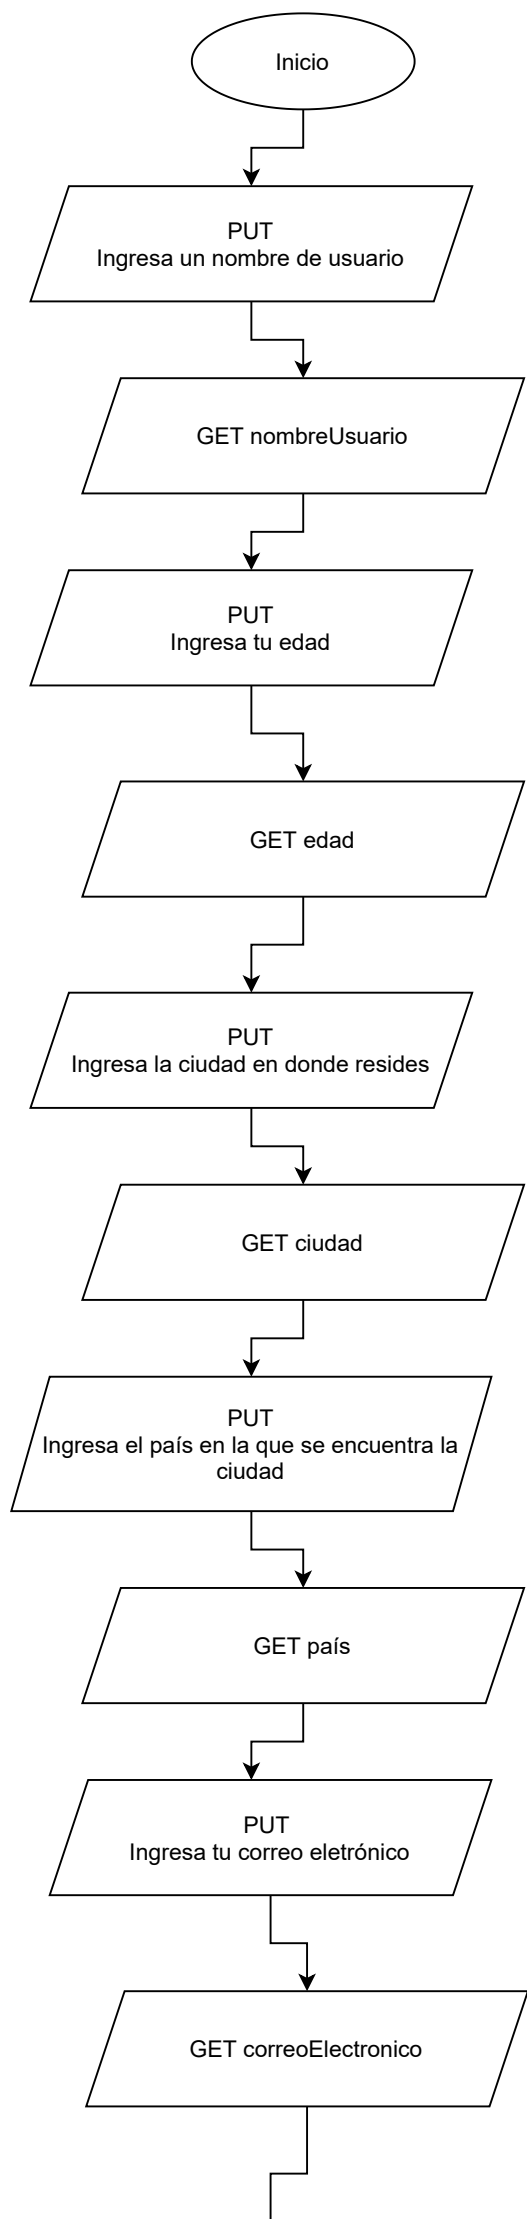 Inicio
PUT
Ingresa un nombre de usuario
GET nombreUsuario
PUT
Ingresa tu edad
GET edad
PUT
Ingresa la ciudad en donde resides
GET ciudad
PUT
Ingresa el país en la que se encuentra la
ciudad
GET país
PUT
Ingresa tu correo eletrónico
GET correoElectronico